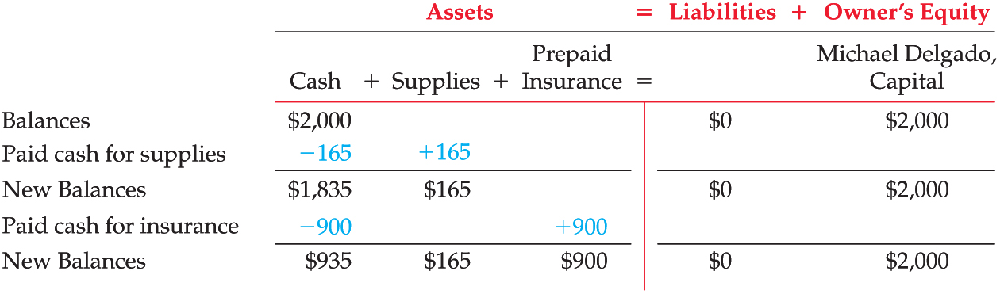 Assets = Liabilities + Owner's Equity
Prepaid Michael Delgado,
Cash + Supplies + Insurance = Capital
Balances $2,000 $0 $2,000
Paid cash for supplies −165 +165
New Balances $1,835 $165 $0 $2,000
Paid cash for insurance −900 +900
New Balances $935 $165 $900 $0 $2,000